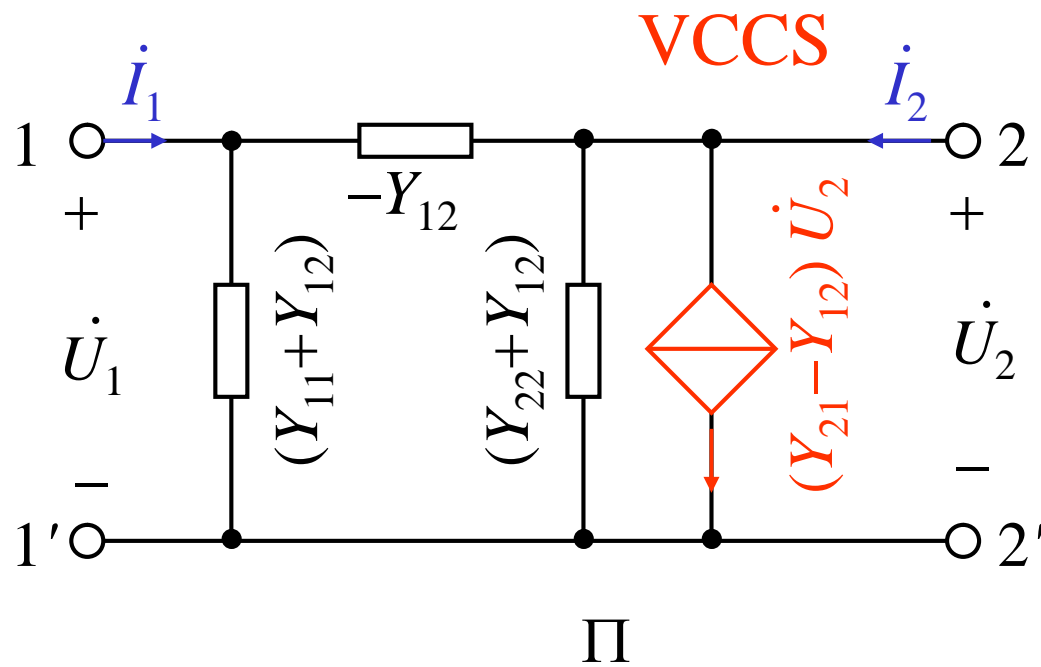 VCCS
İ₁
İ₂
1
2
−Y₁₂
+
+
(Y₁₁+Y₁₂)
(Y₂₂+Y₁₂)
(Y₂₁−Y₁₂) U̇₂
U̇₁
U̇₂
−
−
1′
2′
Π